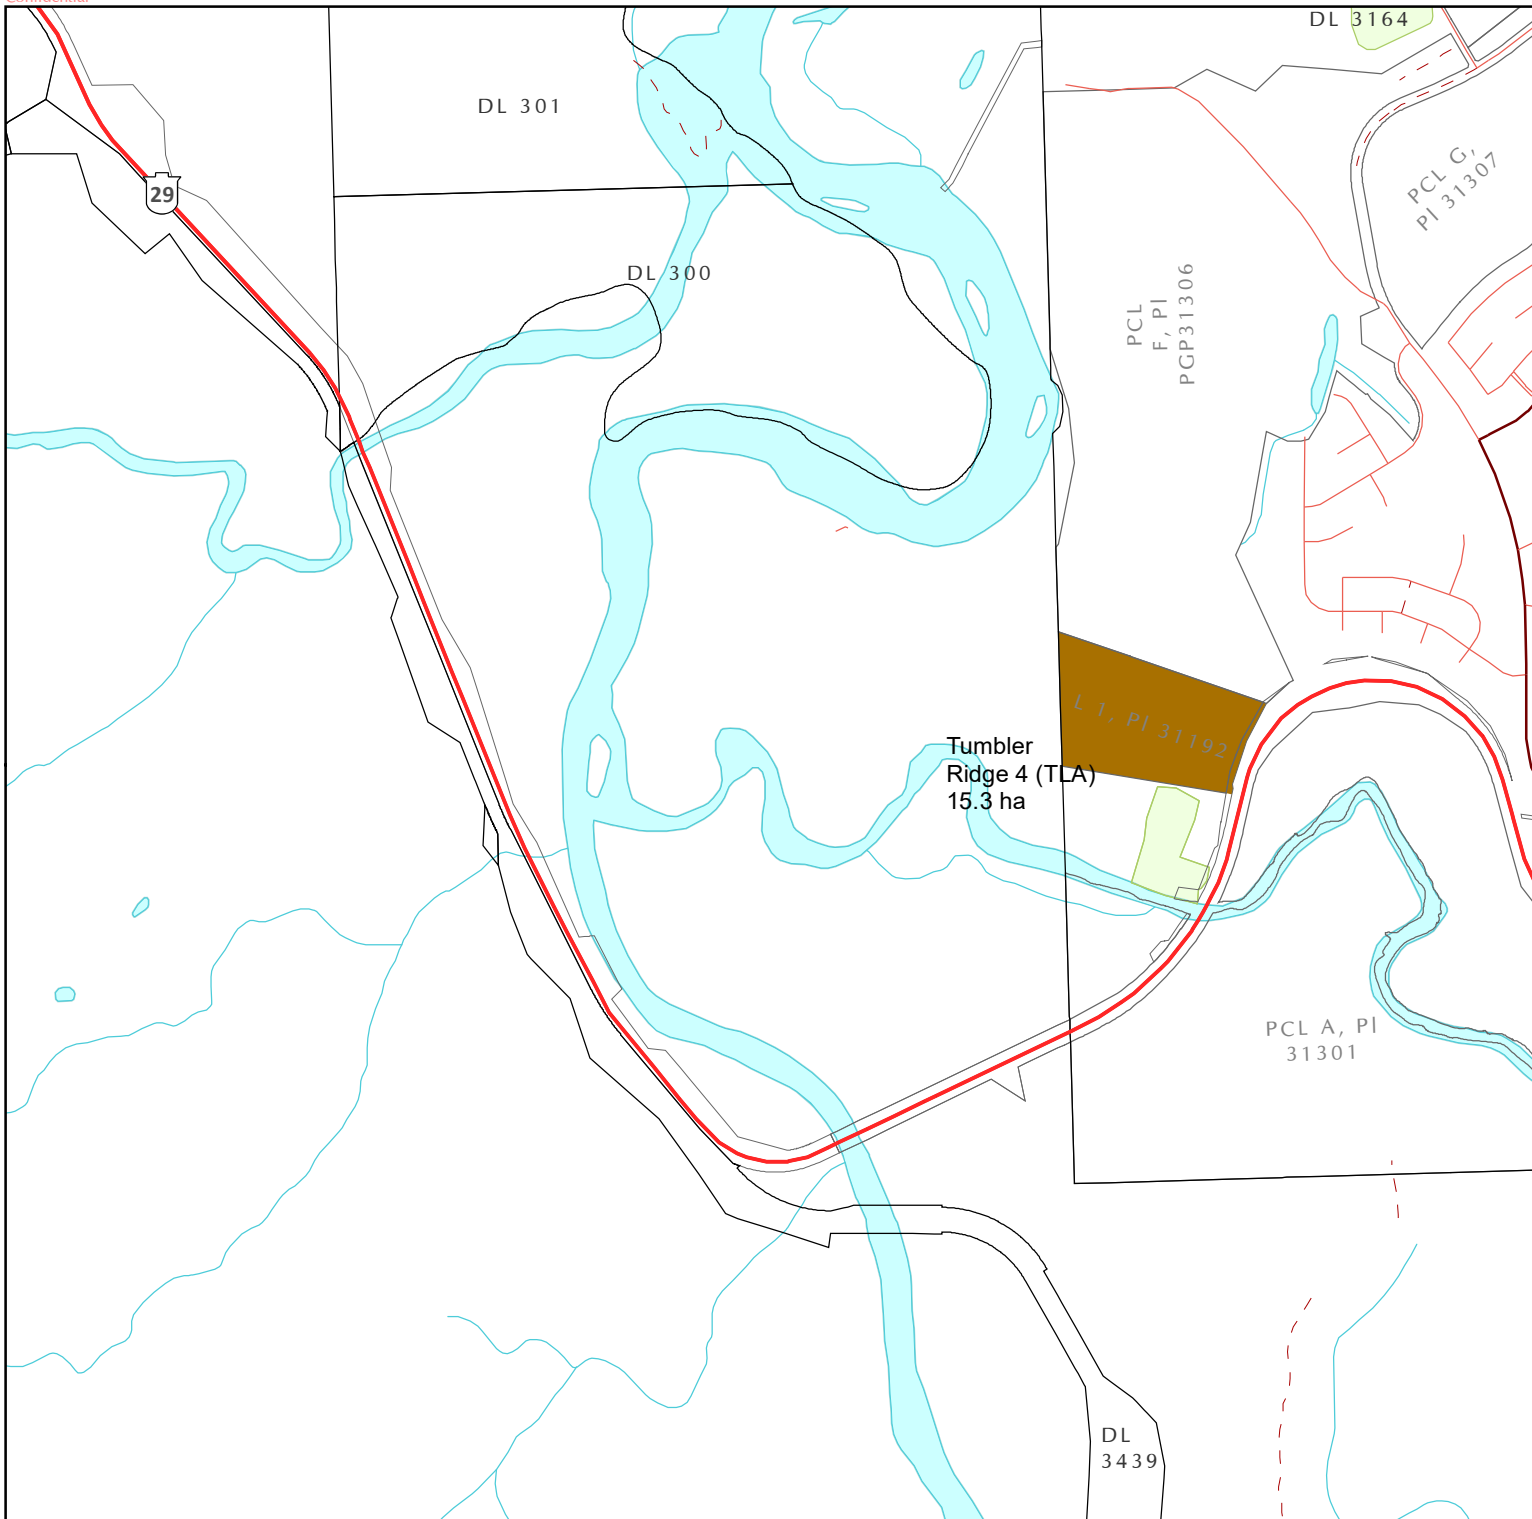 Confidential
DL 3164
DL 301
PCL G,
Pl 31307
29
DL 300
PCL
F, Pl
PGP31306
L 1, Pl 31192
Tumbler
Ridge 4 (TLA)
15.3 ha
PCL A, Pl
31301
DL
3439